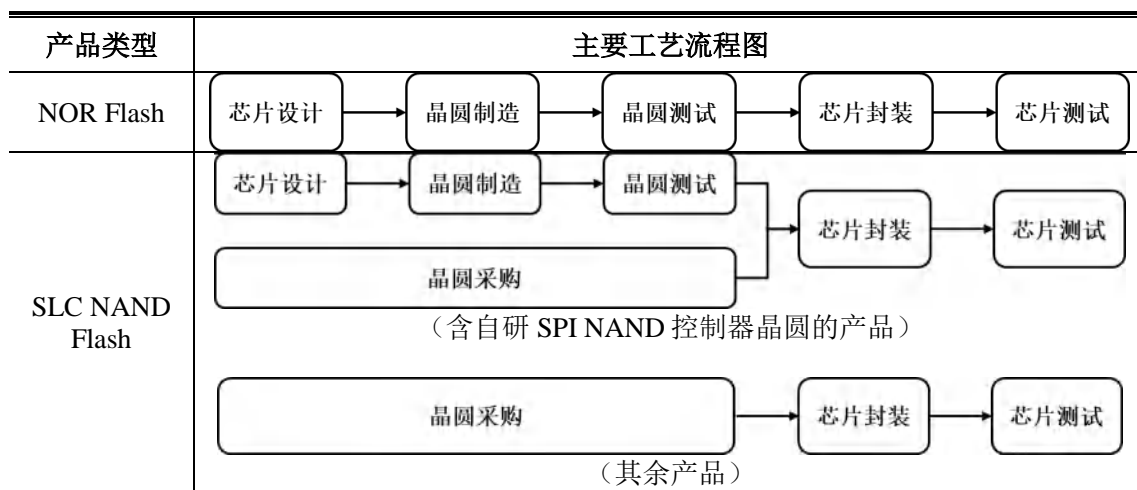 产品类型 主要工艺流程图
NOR Flash 芯片设计 晶圆制造 晶圆测试 芯片封装 芯片测试
芯片设计 晶圆制造 晶圆测试
芯片封装 芯片测试
晶圆采购
SLC NAND
Flash
（含自研 SPI NAND 控制器晶圆的产品）
晶圆采购 芯片封装 芯片测试
（其余产品）